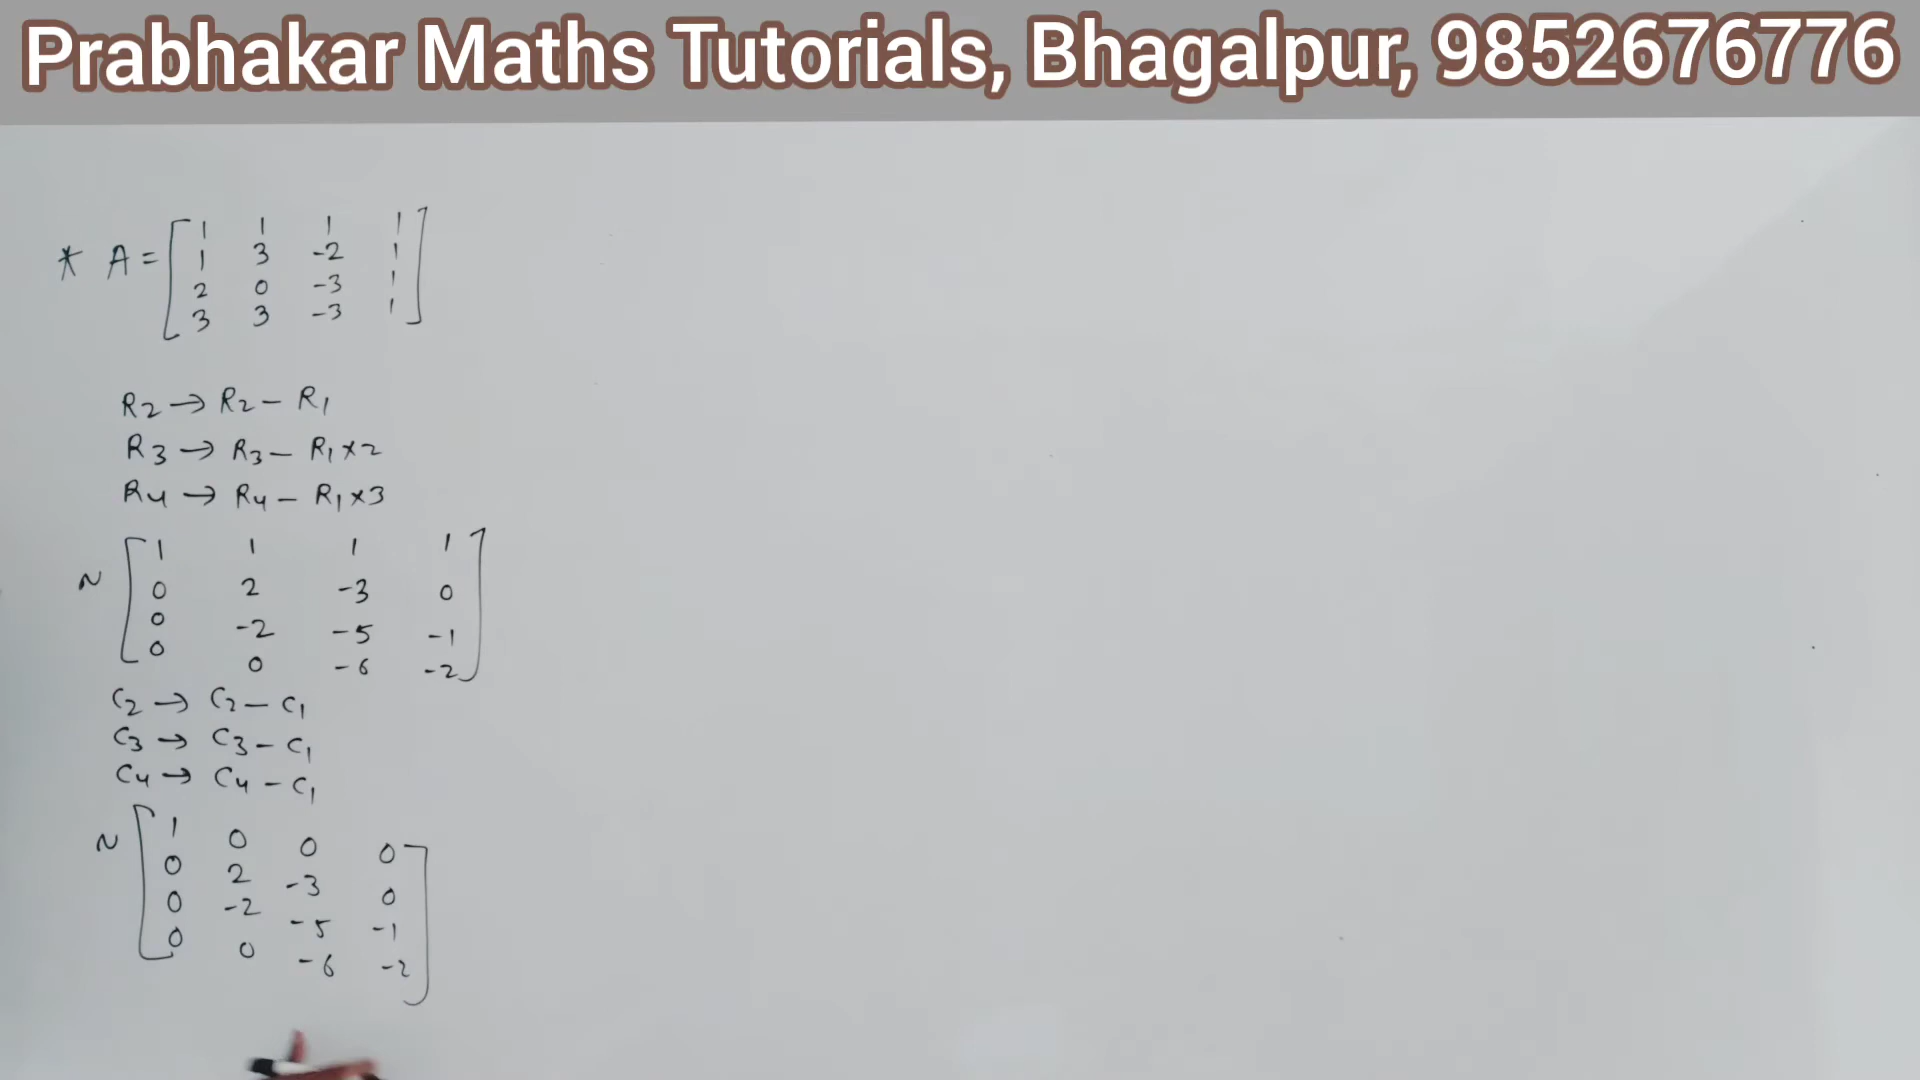 Prabhakar Maths Tutorials, Bhagalpur, 9852676776
* A = [ 1 1 1 1
1 3 -2 1
2 0 -3 1
3 3 -3 1 ]
R2 → R2 - R1
R3 → R3 - R1 × 2
R4 → R4 - R1 × 3
~ [ 1 1 1 1
0 2 -3 0
0 -2 -5 -1
0 0 -6 -2 ]
C2 → C2 - C1
C3 → C3 - C1
C4 → C4 - C1
~ [ 1 0 0 0
0 2 -3 0
0 -2 -5 -1
0 0 -6 -2 ]